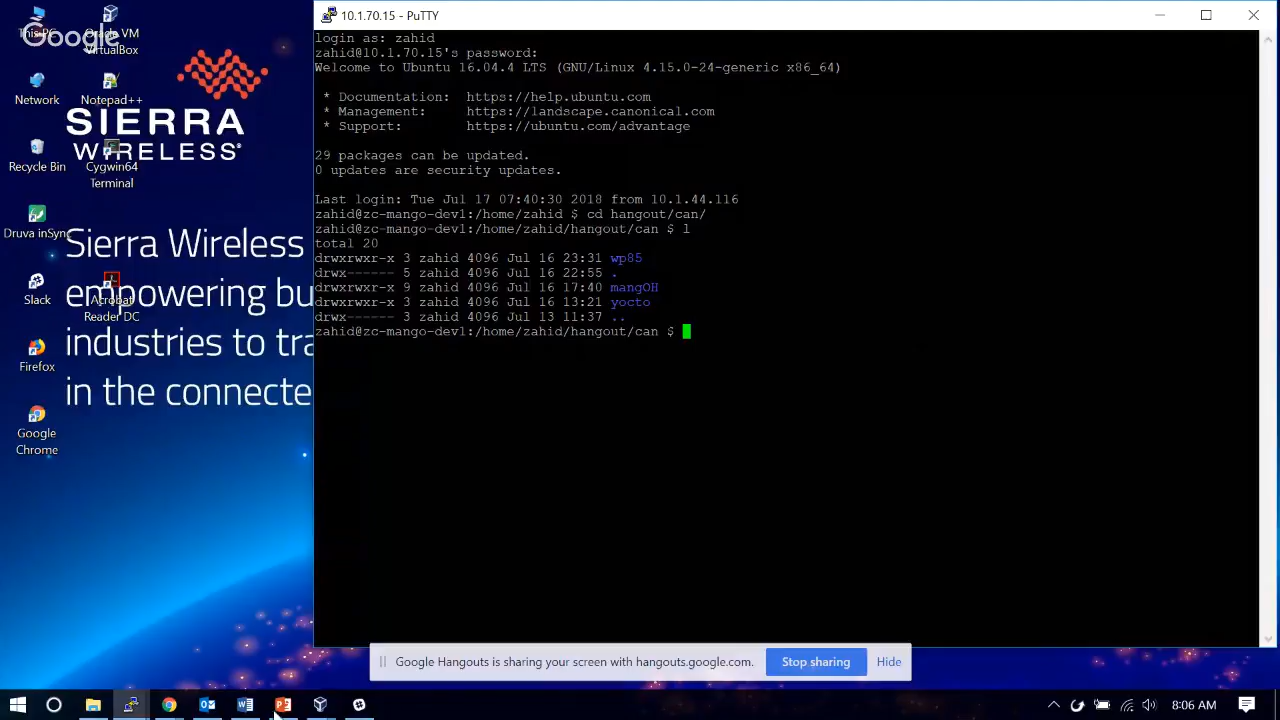 This PC
Google
Oracle VM
VirtualBox
Network
Notepad++
SIERRA
WIRELESS
Recycle Bin
Cygwin64
Terminal
Druva inSync
Sierra Wireless
Slack
Acrobat
Reader DC
empowering bu
industries to tra
in the connecte
Firefox
Google
Chrome
10.1.70.15 - PuTTY
login as: zahid
zahid@10.1.70.15's password:
Welcome to Ubuntu 16.04.4 LTS (GNU/Linux 4.15.0-24-generic x86_64)
* Documentation: https://help.ubuntu.com
* Management: https://landscape.canonical.com
* Support: https://ubuntu.com/advantage
29 packages can be updated.
0 updates are security updates.
Last login: Tue Jul 17 07:40:30 2018 from 10.1.44.116
zahid@zc-mango-dev1:/home/zahid $ cd hangout/can/
zahid@zc-mango-dev1:/home/zahid/hangout/can $ l
total 20
drwxrwxr-x 3 zahid 4096 Jul 16 23:31 wp85
drwx------ 5 zahid 4096 Jul 16 22:55 .
drwxrwxr-x 9 zahid 4096 Jul 16 17:40 mangOH
drwxrwxr-x 3 zahid 4096 Jul 16 13:21 yocto
drwx------ 3 zahid 4096 Jul 13 11:37 ..
zahid@zc-mango-dev1:/home/zahid/hangout/can $
Google Hangouts is sharing your screen with hangouts.google.com.
Stop sharing
Hide
8:06 AM